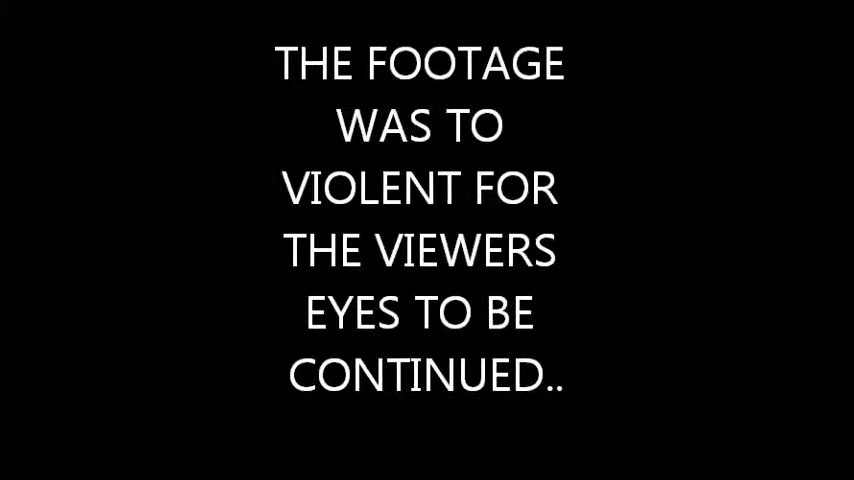 THE FOOTAGE
WAS TO
VIOLENT FOR
THE VIEWERS
EYES TO BE
CONTINUED..